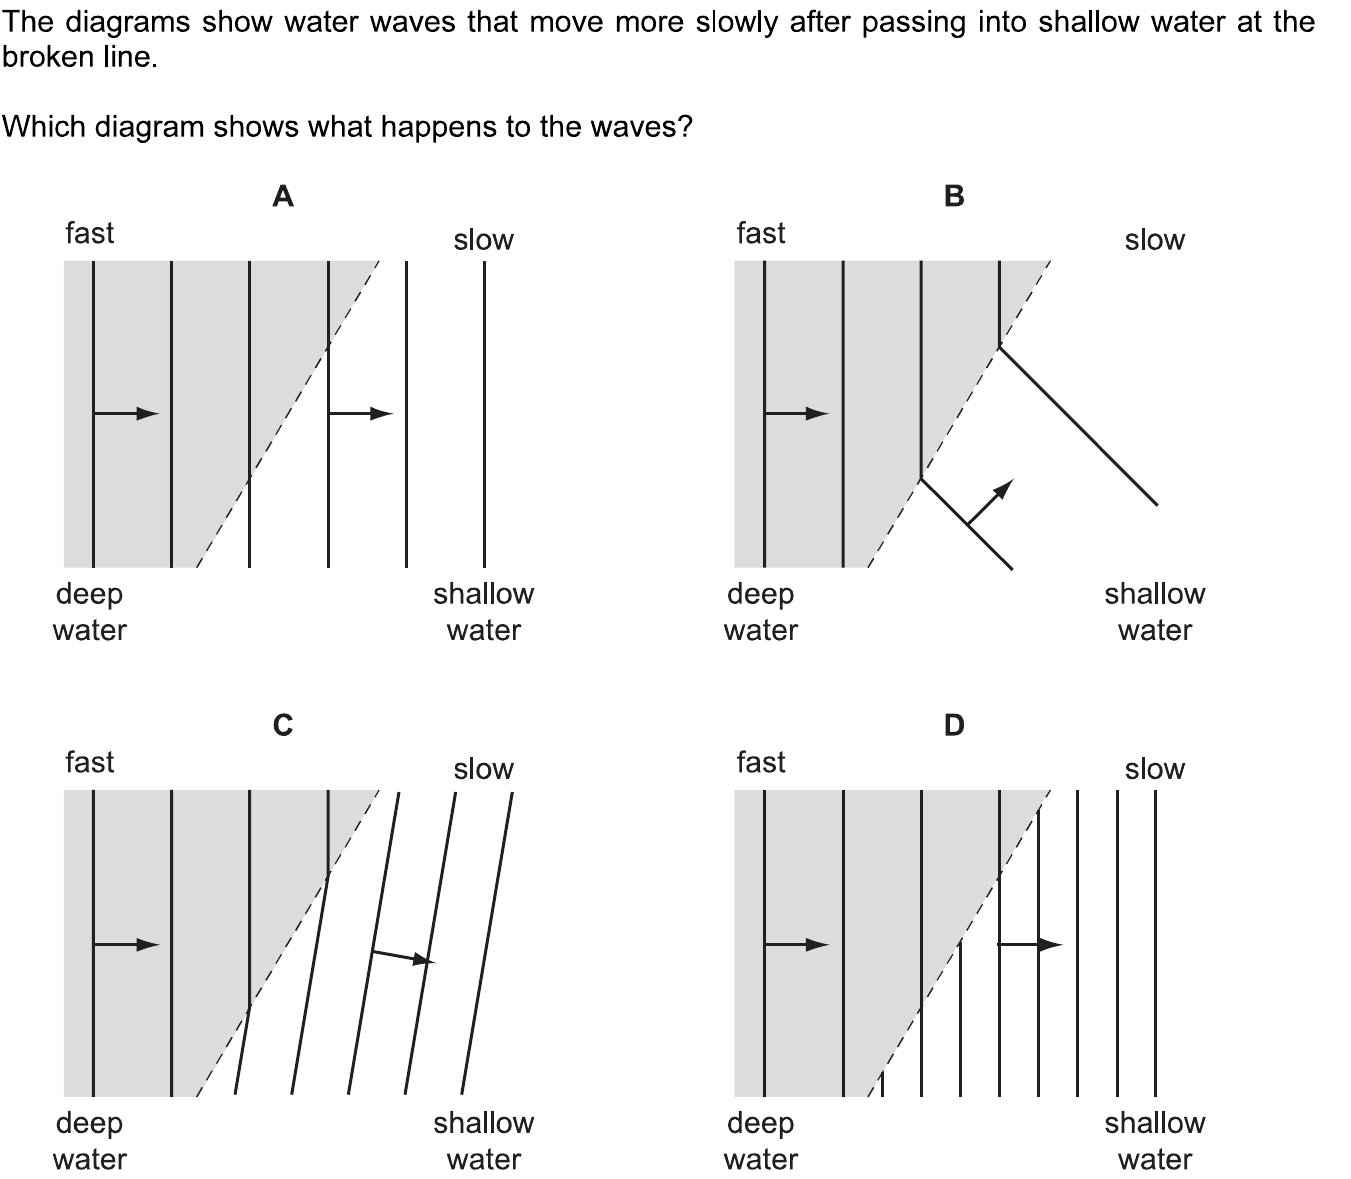 The diagrams show water waves that move more slowly after passing into shallow water at the
broken line.
Which diagram shows what happens to the waves?
A
fast
slow
deep
water
shallow
water
B
fast
slow
deep
water
shallow
water
C
fast
slow
deep
water
shallow
water
D
fast
slow
deep
water
shallow
water